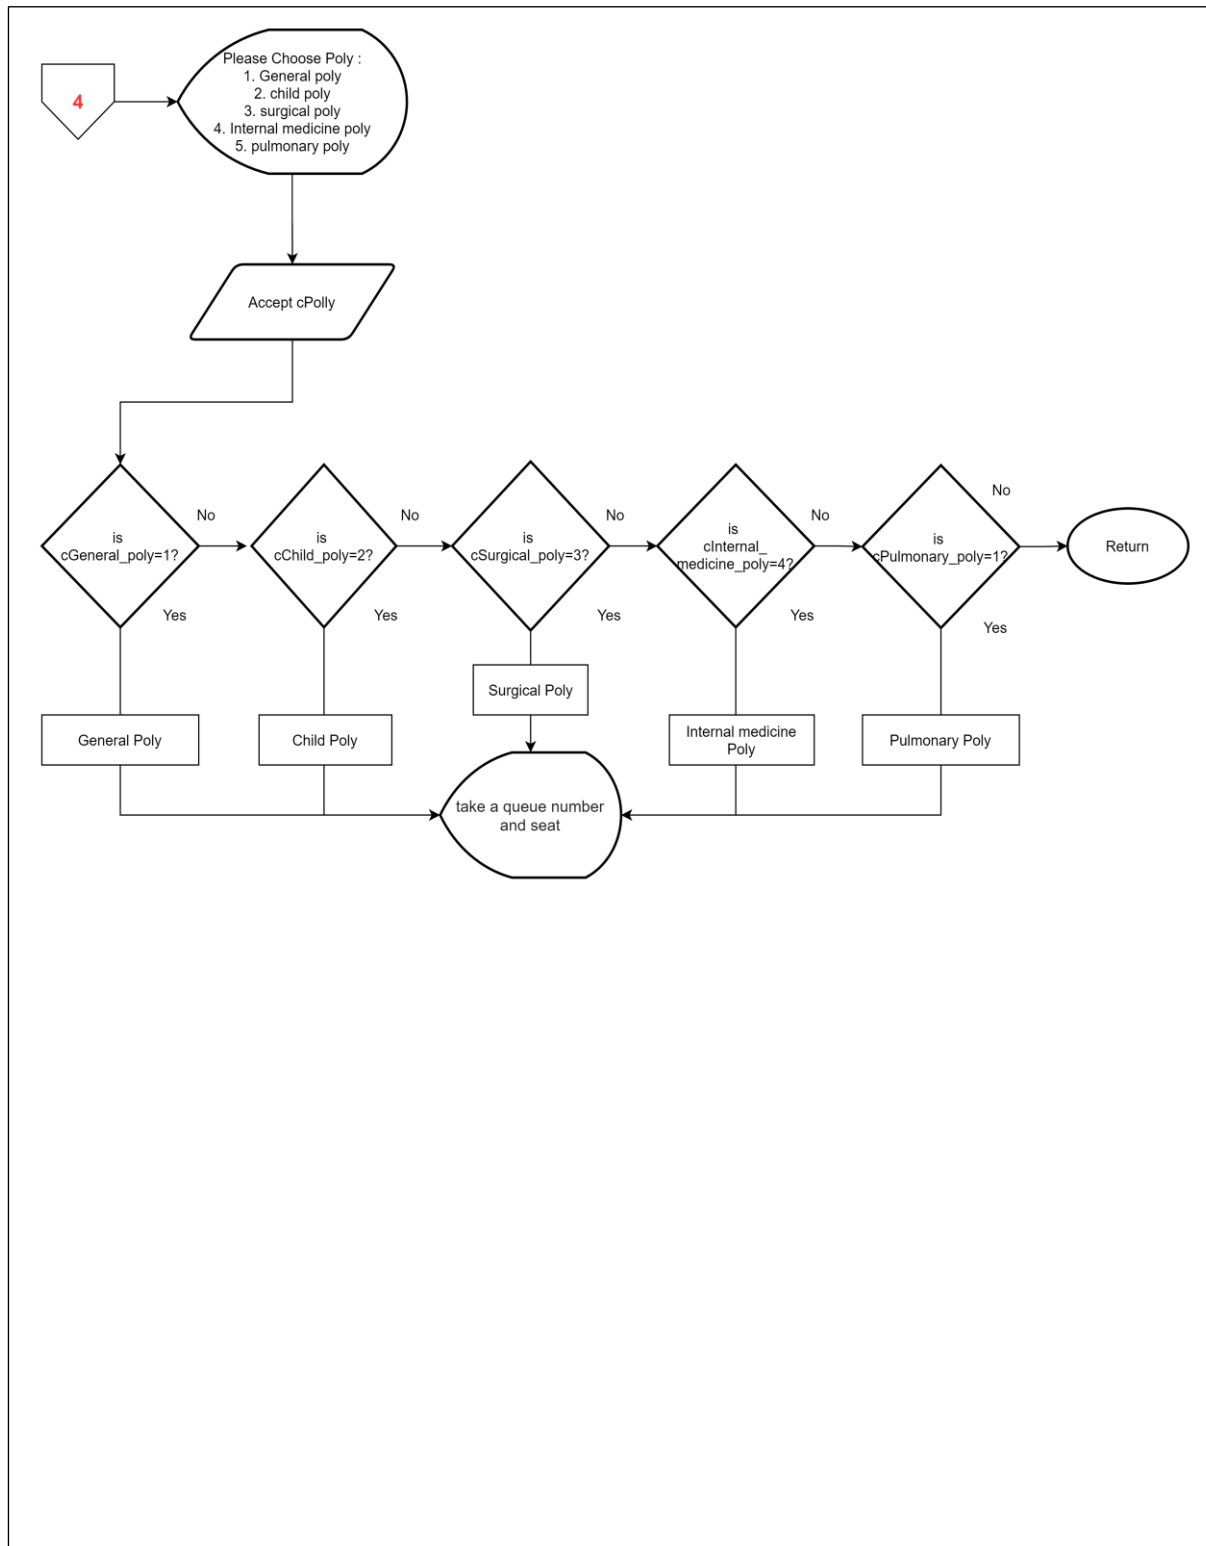 4
Please Choose Poly :
1. General poly
2. child poly
3. surgical poly
4. Internal medicine poly
5. pulmonary poly
Accept cPolly
is
cGeneral_poly=1?
No
Yes
is
cChild_poly=2?
No
Yes
is
cSurgical_poly=3?
No
Yes
is
cInternal_
medicine_poly=4?
No
Yes
is
cPulmonary_poly=1?
No
Yes
Return
General Poly
Child Poly
Surgical Poly
Internal medicine
Poly
Pulmonary Poly
take a queue number
and seat